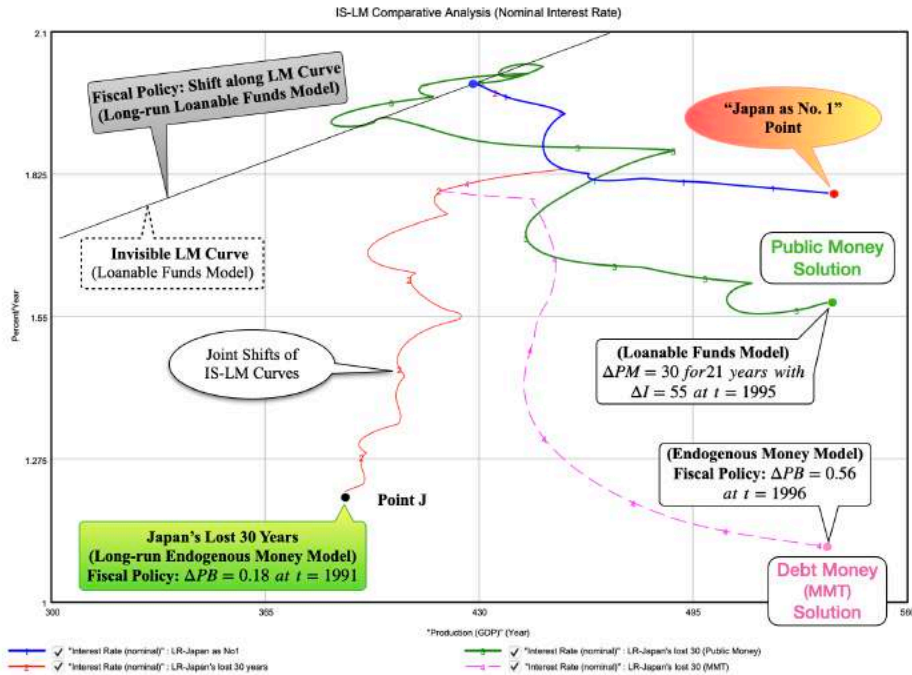 IS-LM Comparative Analysis (Nominal Interest Rate)
2.1
1.825
1.55
1.275
1
Percent/Year
Fiscal Policy: Shift along LM Curve
(Long-run Loanable Funds Model)
"Japan as No. 1"
Point
Invisible LM Curve
(Loanable Funds Model)
Public Money
Solution
Joint Shifts of
IS-LM Curves
(Loanable Funds Model)
ΔPM = 30 for21 years with
ΔI = 55 at t = 1995
(Endogenous Money Model)
Fiscal Policy: ΔPB = 0.56
at t = 1996
Point J
Japan's Lost 30 Years
(Long-run Endogenous Money Model)
Fiscal Policy: ΔPB = 0.18 at t = 1991
Debt Money
(MMT)
Solution
300 365 430 495 560
"Production (GDP)" (Year)
"Interest Rate (nominal)" : LR-Japan as No1
"Interest Rate (nominal)" : LR-Japan's lost 30 years
"Interest Rate (nominal)" : LR-Japan's lost 30 (Public Money)
"Interest Rate (nominal)" : LR-Japan's lost 30 (MMT)